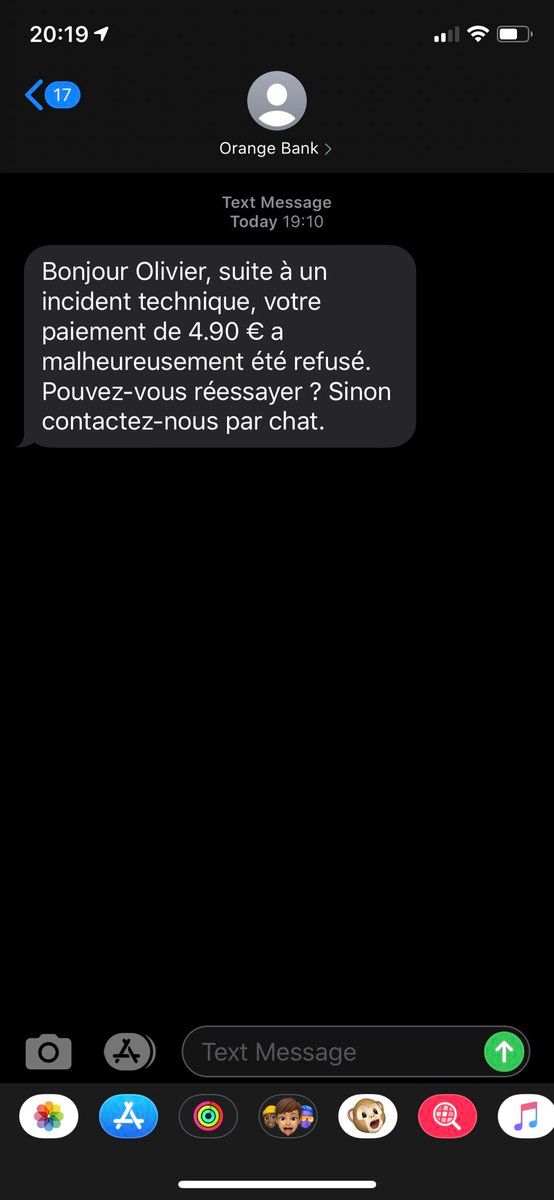 20:19
17
Orange Bank
Text Message
Today 19:10
Bonjour Olivier, suite à un
incident technique, votre
paiement de 4.90 € a
malheureusement été refusé.
Pouvez-vous réessayer ? Sinon
contactez-nous par chat.
Text Message